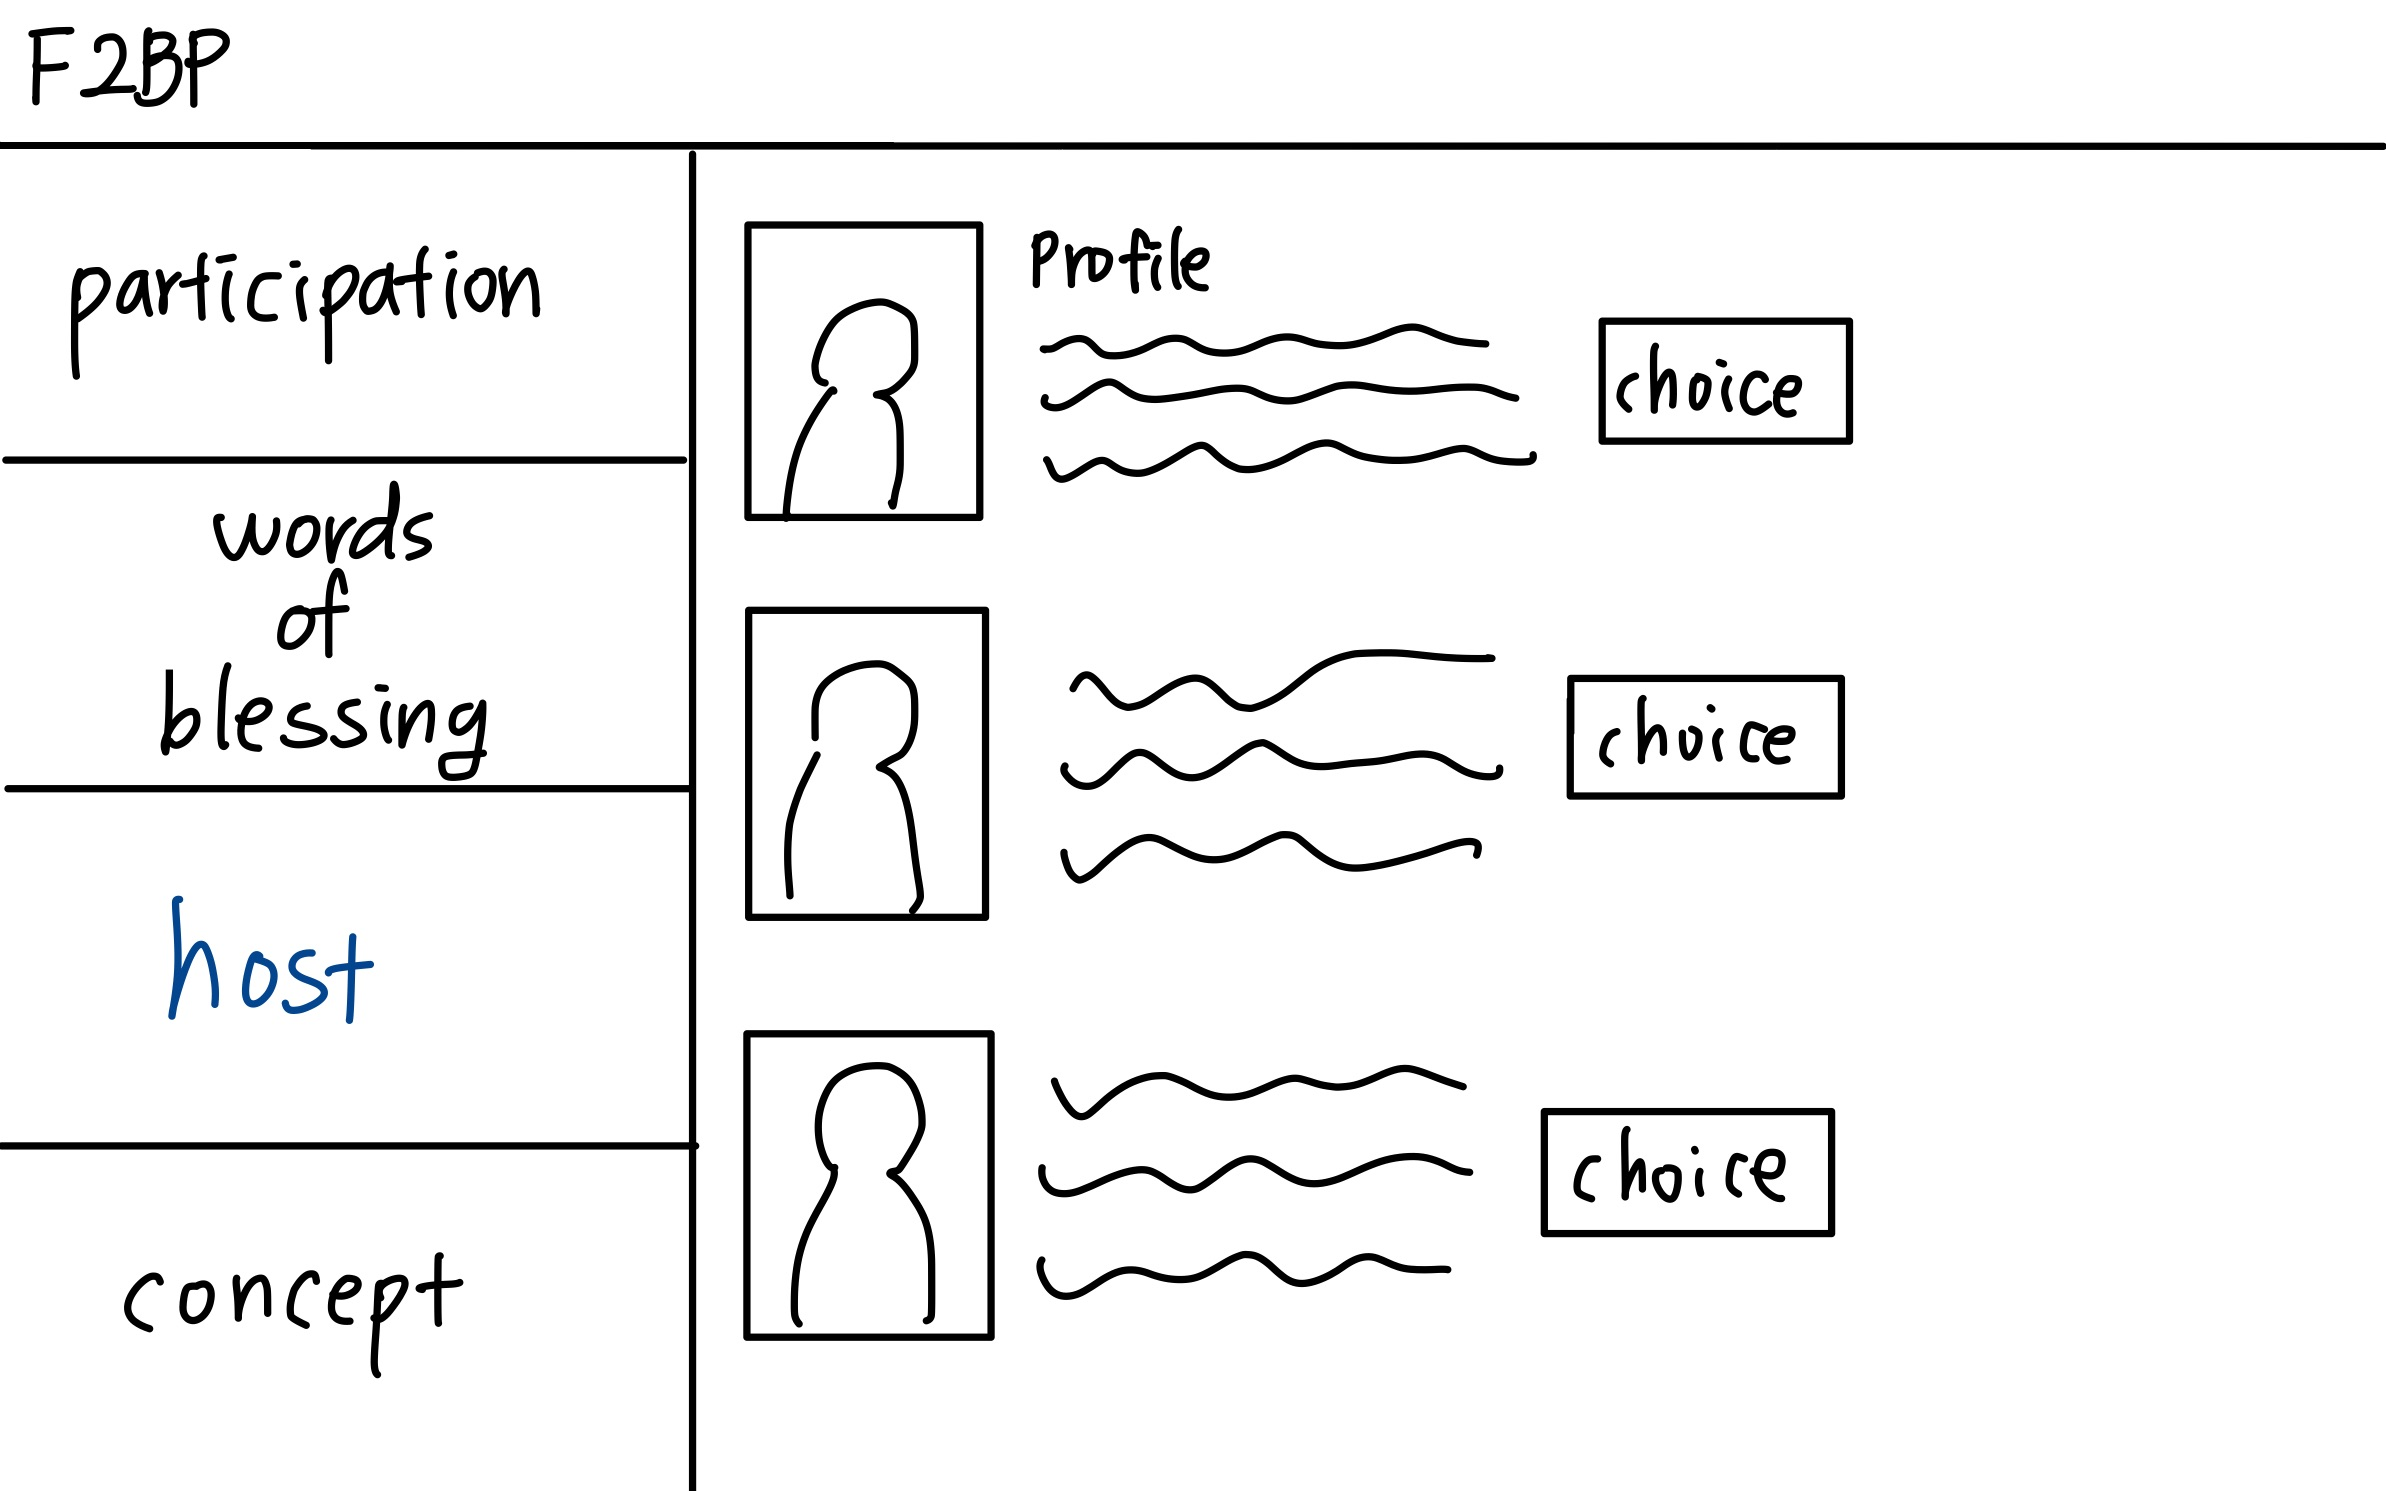 F2BP
participation
words
of
blessing
host
concept
Profile
choice
choice
choice